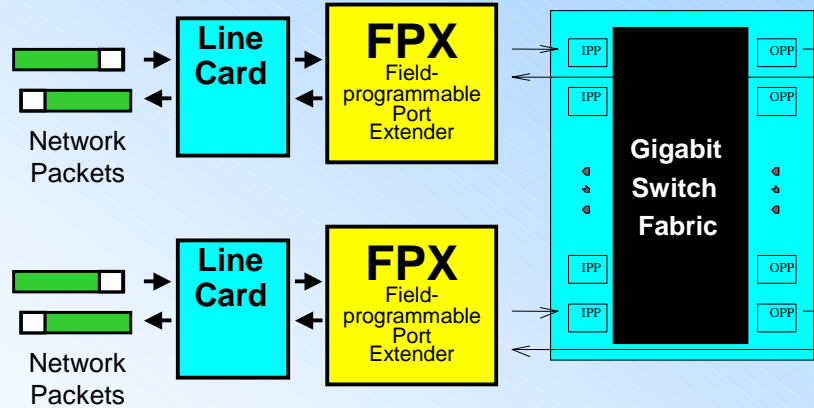 Line
Card
FPX
Field-
programmable
Port
Extender
Network
Packets
IPP
OPP
IPP
OPP
Gigabit
Switch
Fabric
Line
Card
FPX
Field-
programmable
Port
Extender
Network
Packets
IPP
OPP
IPP
OPP